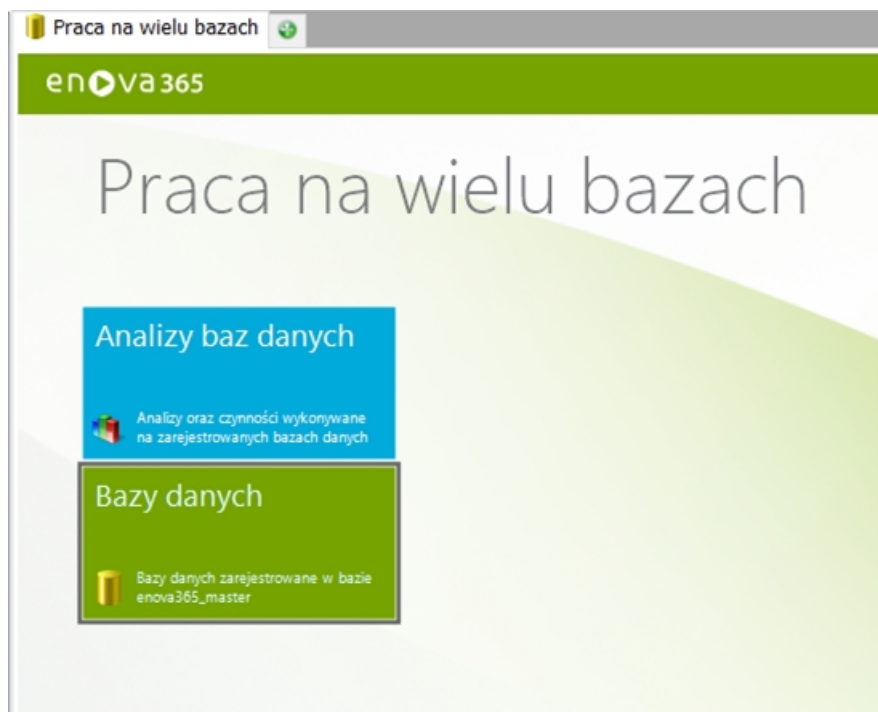 Praca na wielu bazach
enova365
Praca na wielu bazach
Analizy baz danych
Analizy oraz czynności wykonywane
na zarejestrowanych bazach danych
Bazy danych
Bazy danych zarejestrowane w bazie
enova365_master